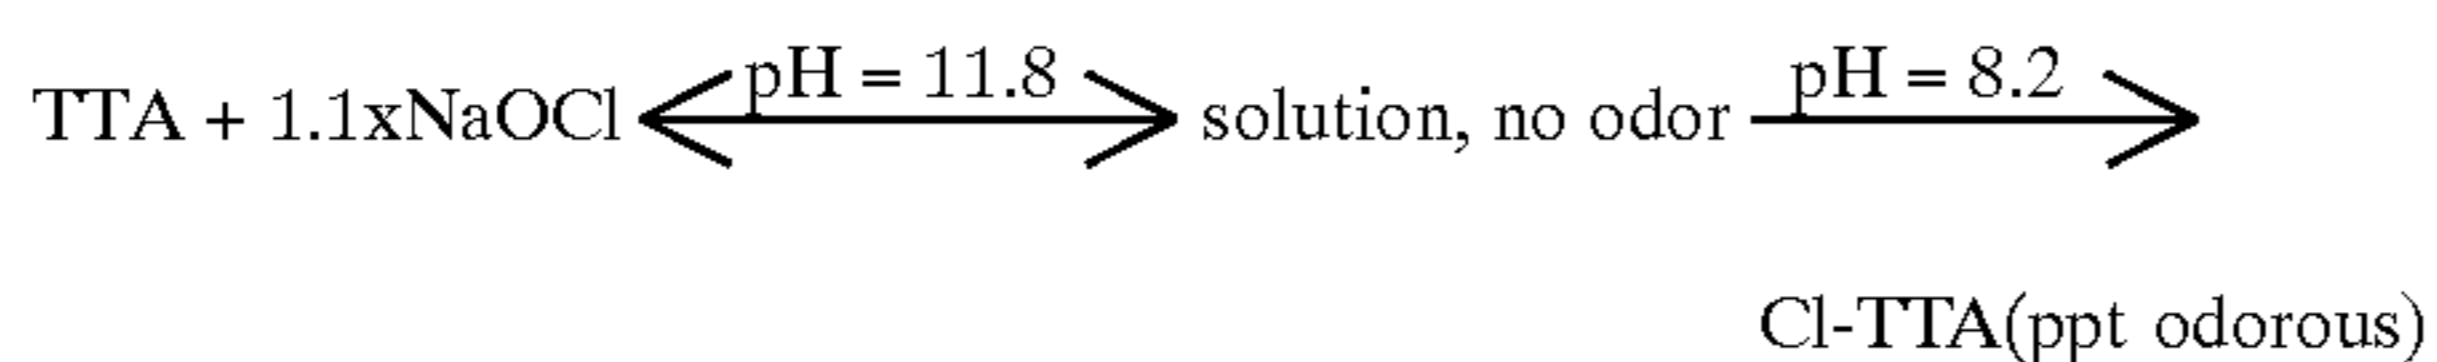 TTA + 1.1xNaOCl pH = 11.8 solution, no odor pH = 8.2
Cl-TTA(ppt odorous)